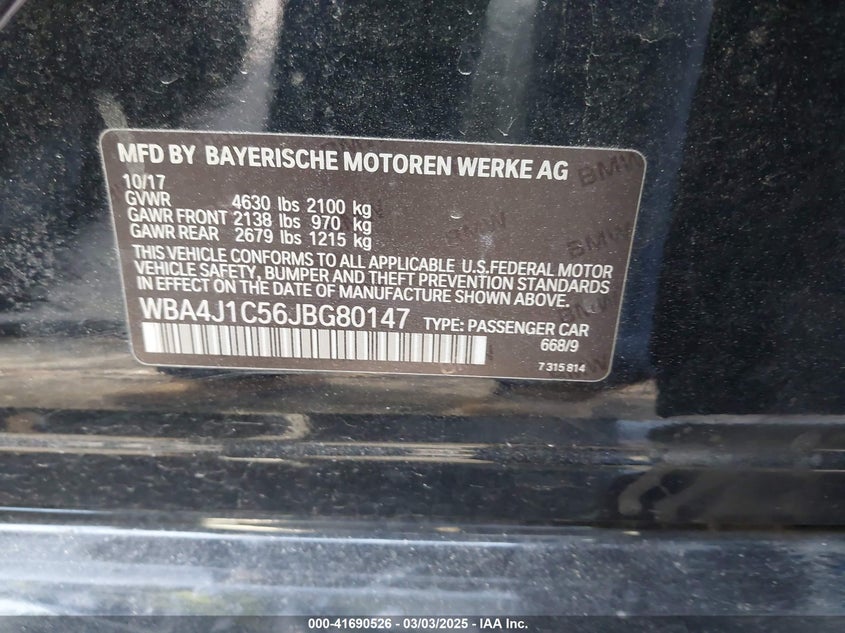 MFD BY BAYERISCHE MOTOREN WERKE AG
10/17
GVWR 4630 lbs 2100 kg
GAWR FRONT 2138 lbs 970 kg
GAWR REAR 2679 lbs 1215 kg
THIS VEHICLE CONFORMS TO ALL APPLICABLE U.S.FEDERAL MOTOR
VEHICLE SAFETY, BUMPER AND THEFT PREVENTION STANDARDS
IN EFFECT ON THE DATE OF MANUFACTURE SHOWN ABOVE.
WBA4J1C56JBG80147 TYPE: PASSENGER CAR
668/9
7 315 814
BMW
BMW
BMW
000-41690526 - 03/03/2025 - IAA Inc.